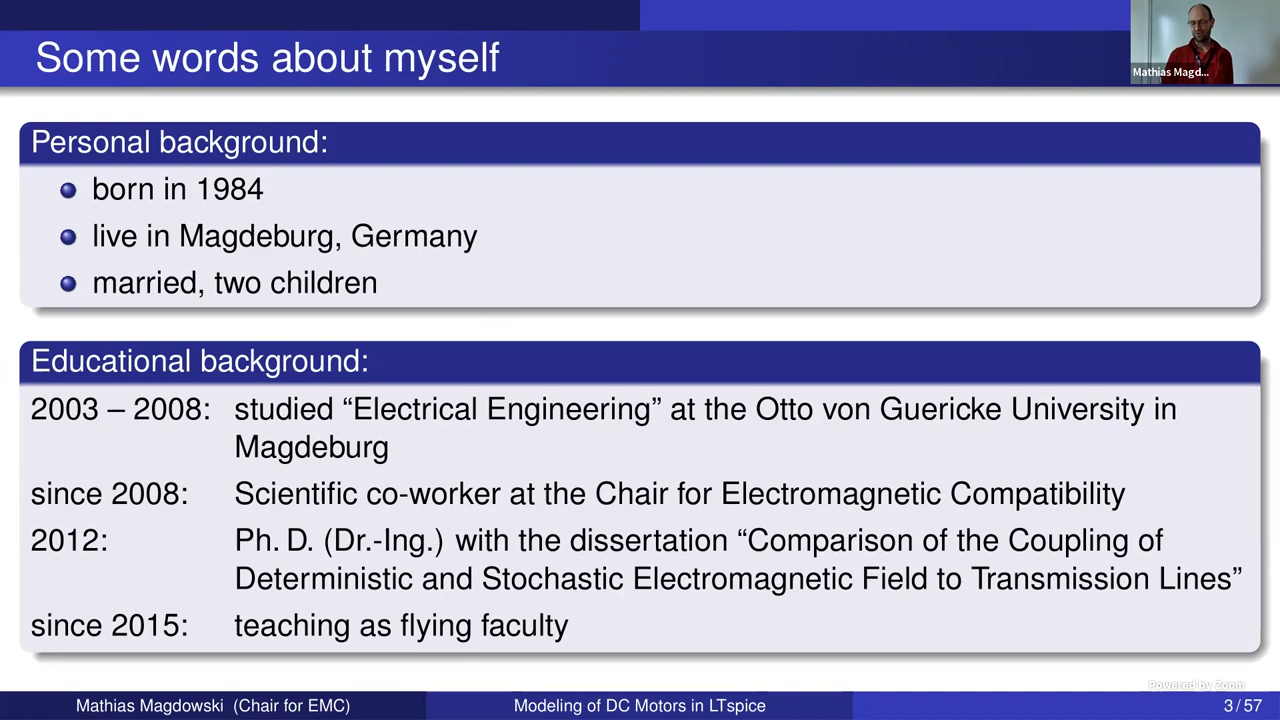 Some words about myself
Mathias Magd...
Personal background:
born in 1984
live in Magdeburg, Germany
married, two children
Educational background:
2003 – 2008: studied “Electrical Engineering” at the Otto von Guericke University in
Magdeburg
since 2008: Scientific co-worker at the Chair for Electromagnetic Compatibility
2012: Ph. D. (Dr.-Ing.) with the dissertation “Comparison of the Coupling of
Deterministic and Stochastic Electromagnetic Field to Transmission Lines”
since 2015: teaching as flying faculty
Powered by Zoom
Mathias Magdowski (Chair for EMC) Modeling of DC Motors in LTspice 3 / 57